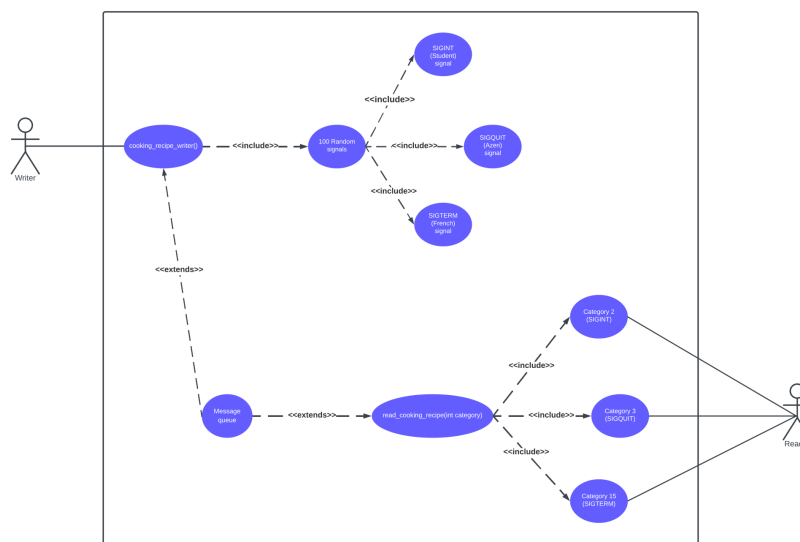 SIGINT
(Student)
signal
<<include>>
cooking_recipe_writer()
<<include>>
100 Random
signals
<<include>>
SIGQUIT
(Azeri)
signal
Writer
<<include>>
SIGTERM
(French)
signal
<<extends>>
Category 2
(SIGINT)
<<include>>
Message
queue
<<extends>>
read_cooking_recipe(int category)
<<include>>
Category 3
(SIGQUIT)
<<include>>
Category 15
(SIGTERM)